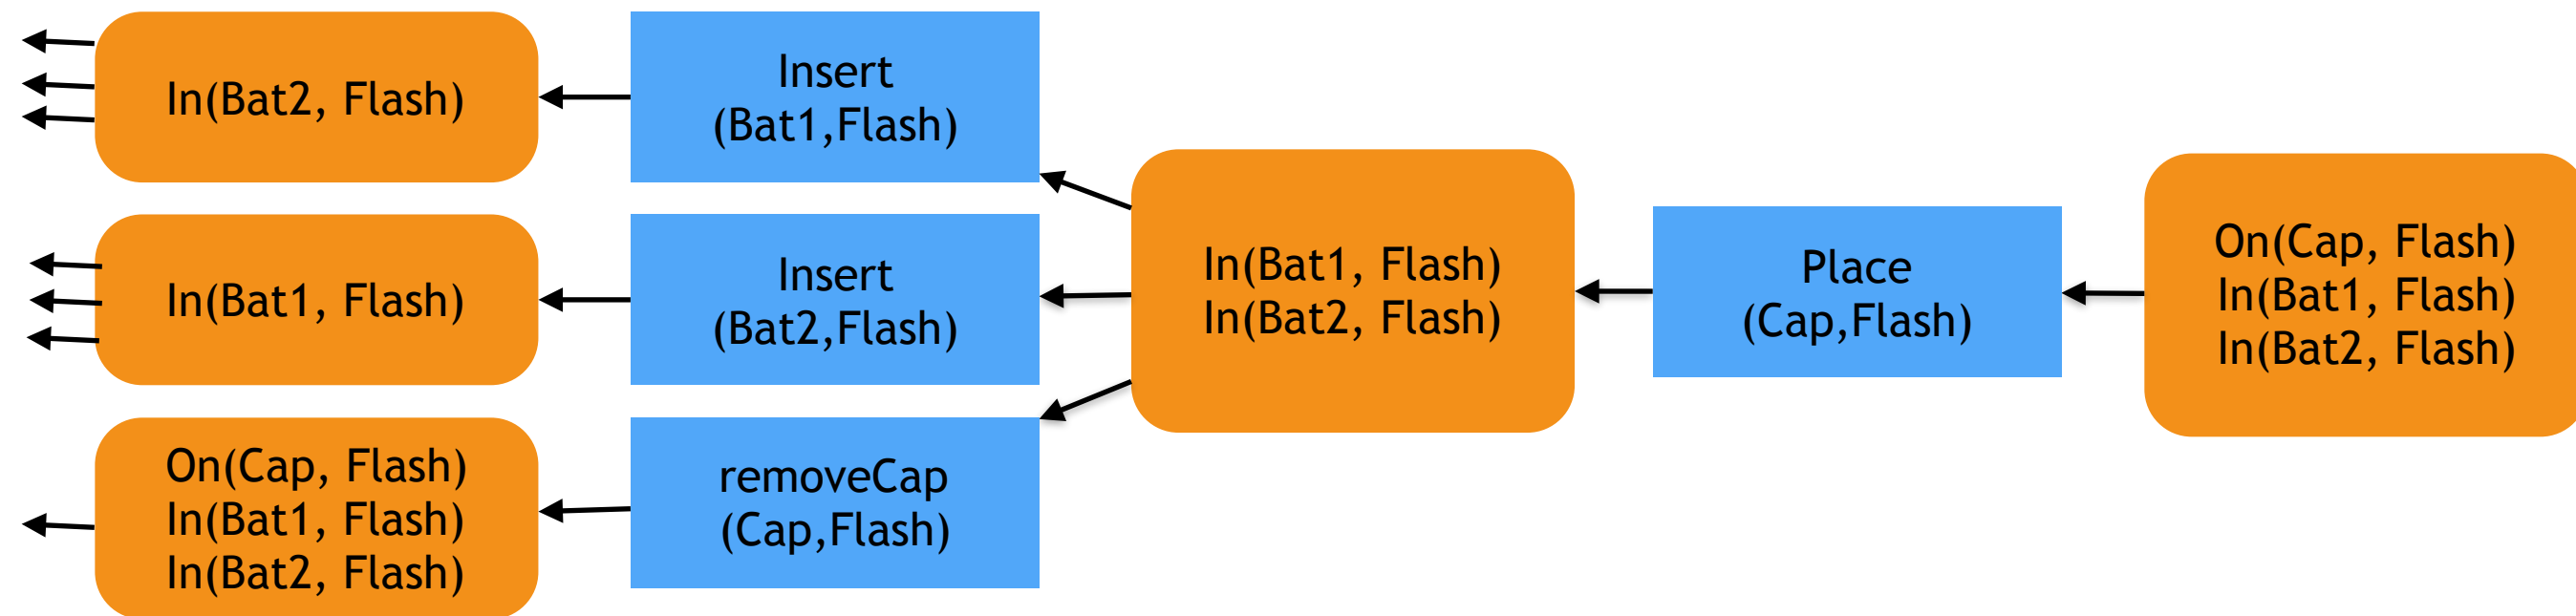 In(Bat2, Flash)
Insert
(Bat1,Flash)
In(Bat1, Flash)
Insert
(Bat2,Flash)
On(Cap, Flash)
In(Bat1, Flash)
In(Bat2, Flash)
removeCap
(Cap,Flash)
In(Bat1, Flash)
In(Bat2, Flash)
Place
(Cap,Flash)
On(Cap, Flash)
In(Bat1, Flash)
In(Bat2, Flash)